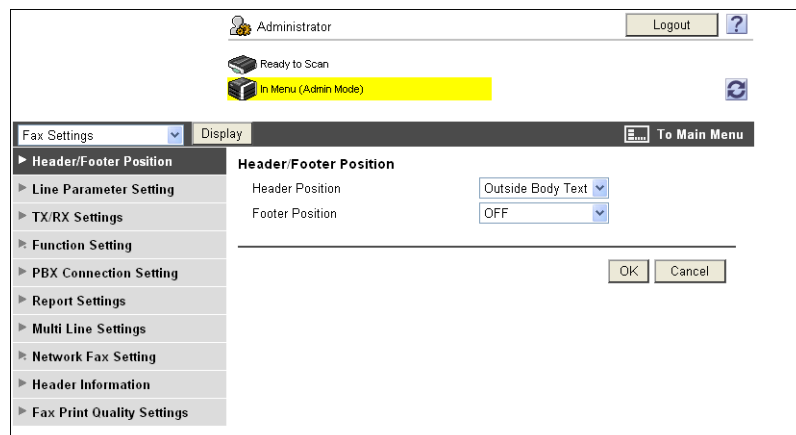 Administrator
Logout
?
Ready to Scan
In Menu (Admin Mode)
Fax Settings
Display
To Main Menu
Header/Footer Position
Line Parameter Setting
TX/RX Settings
Function Setting
PBX Connection Setting
Report Settings
Multi Line Settings
Network Fax Setting
Header Information
Fax Print Quality Settings
Header/Footer Position
Header Position
Outside Body Text
Footer Position
OFF
OK
Cancel